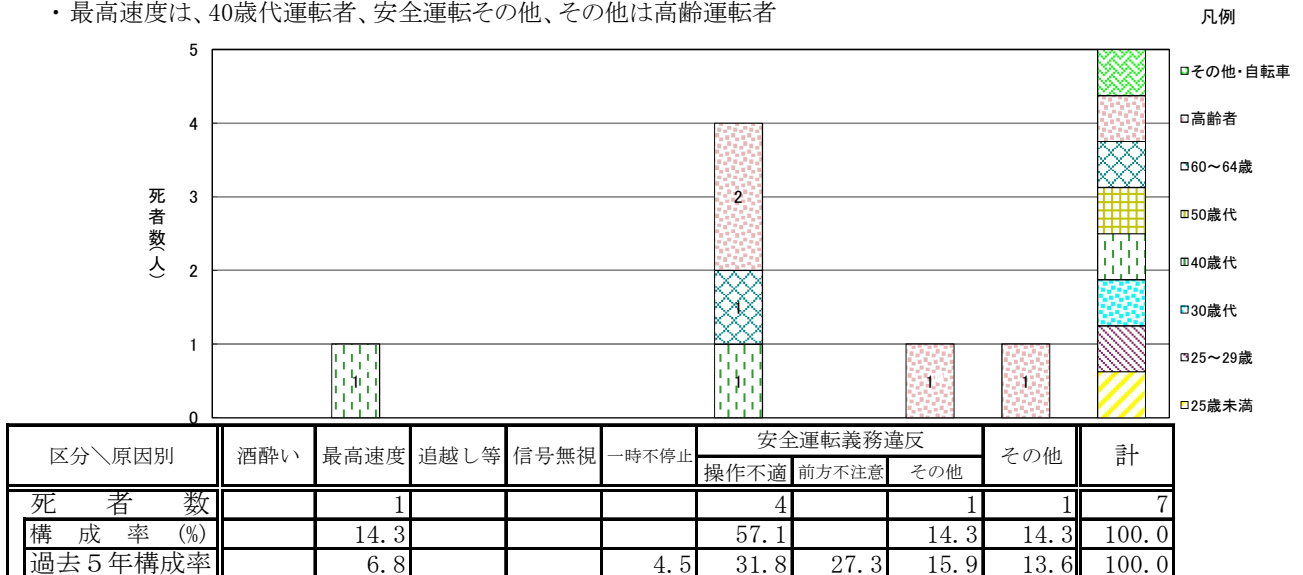 ・最高速度は、40歳代運転者、安全運転その他、その他は高齢運転者
凡例
5
4
3
2
1
0
死者数(人)
1
2
1
1
1
1
その他・自転車
高齢者
60～64歳
50歳代
40歳代
30歳代
25～29歳
25歳未満
区分＼原因別 酒酔い 最高速度 追越し等 信号無視 一時不停止 安全運転義務違反 その他 計
操作不適 前方不注意 その他
死者数 1 4 1 1 7
構成率(%) 14.3 57.1 14.3 14.3 100.0
過去５年構成率 6.8 4.5 31.8 27.3 15.9 13.6 100.0